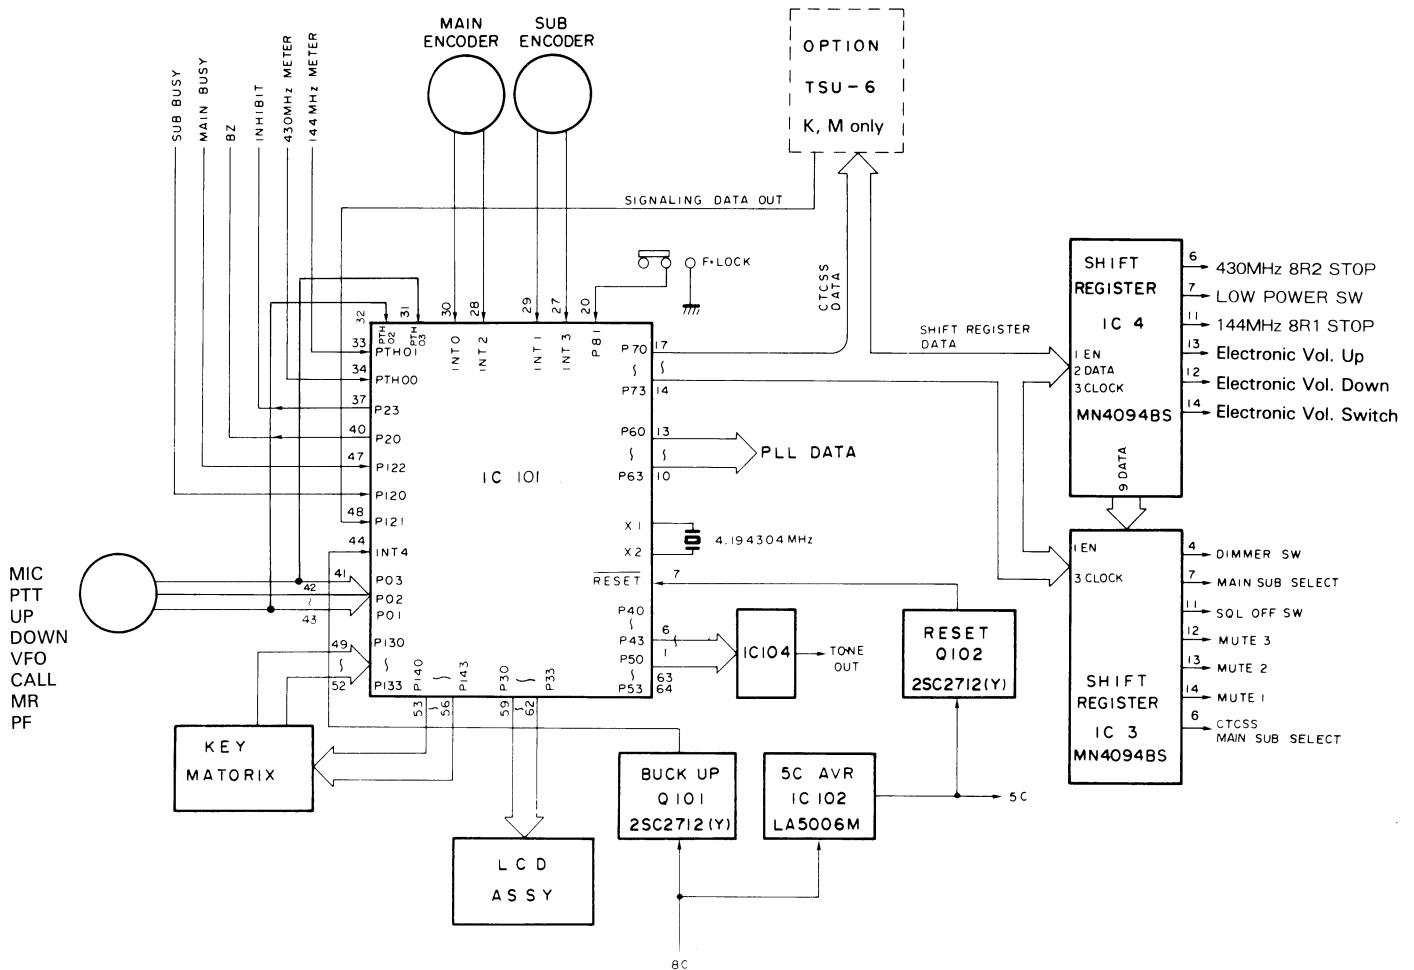 MAIN
ENCODER
SUB
ENCODER
OPTION
TSU-6
K, M only
SUB BUSY
MAIN BUSY
BZ
INHIBIT
430MHz METER
144MHz METER
SIGNALING DATA OUT
CTCSS
DATA
F·LOCK
SHIFT REGISTER
DATA
32
31
30
28
29
27
20
PTH
02
PTH
03
INT0
INT2
INT1
INT3
P81
33
PTH01
34
PTH00
37
P23
40
P20
47
P122
P120
48
P121
44
INT4
41
P03
42
P02
43
P01
49
P130
52
P133
IC 101
P70
17
P73
14
P60
13
P63
10
PLL DATA
X1
X2
4.194304MHz
RESET
7
P40
P43
6
P50
1
P53
63
64
P140
P143
P30
P33
53
56
59
62
IC104
TONE
OUT
MIC
PTT
UP
DOWN
VFO
CALL
MR
PF
KEY
MATORIX
LCD
ASSY
BUCK UP
Q101
2SC2712(Y)
5C AVR
IC102
LA5006M
RESET
Q102
2SC2712(Y)
5C
8C
SHIFT
REGISTER
IC 4
1 EN
2 DATA
3 CLOCK
MN4094BS
9 DATA
6
430MHz 8R2 STOP
7
LOW POWER SW
11
144MHz 8R1 STOP
13
Electronic Vol. Up
12
Electronic Vol. Down
14
Electronic Vol. Switch
1 EN
3 CLOCK
SHIFT
REGISTER
IC 3
MN4094BS
4
DIMMER SW
7
MAIN SUB SELECT
11
SQL OFF SW
12
MUTE 3
13
MUTE 2
14
MUTE 1
6
CTCSS
MAIN SUB SELECT